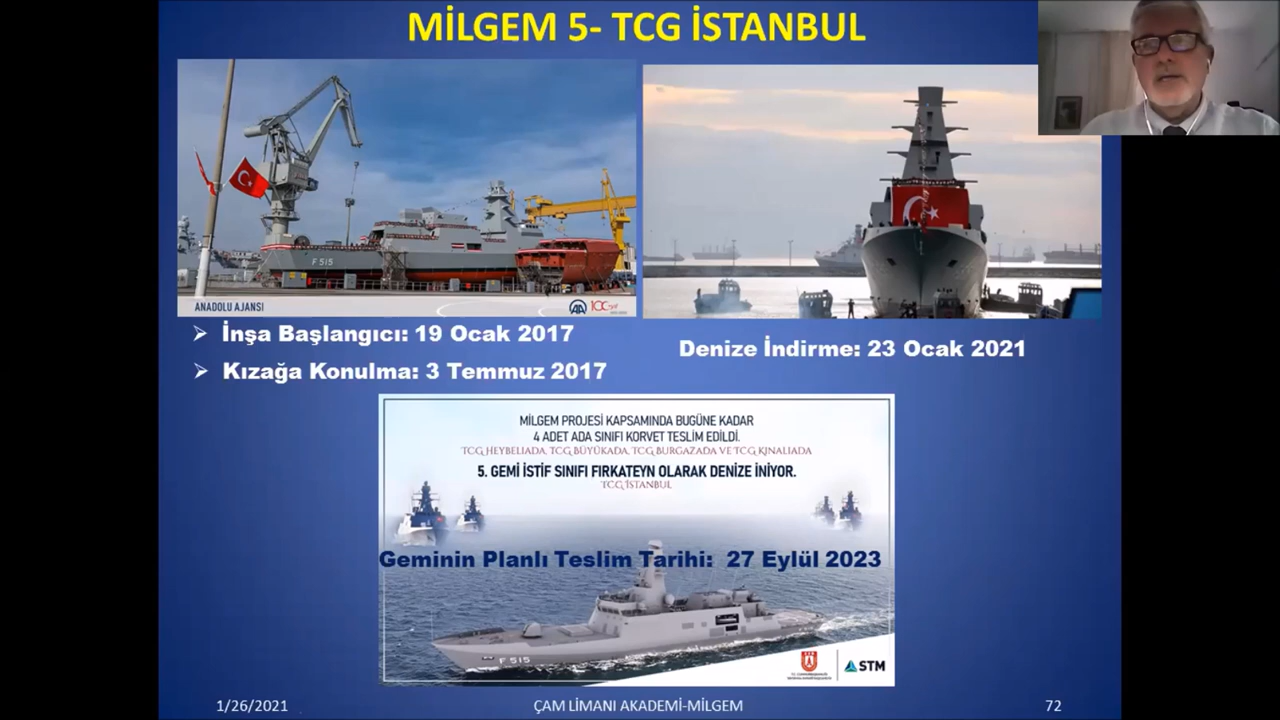 MİLGEM 5- TCG İSTANBUL
F 515
ANADOLU AJANSI
AA 100
➢ İnşa Başlangıcı: 19 Ocak 2017
➢ Kızağa Konulma: 3 Temmuz 2017
Denize İndirme: 23 Ocak 2021
MİLGEM PROJESİ KAPSAMINDA BUGÜNE KADAR
4 ADET ADA SINIFI KORVET TESLİM EDİLDİ.
TCG HEYBELİADA, TCG BÜYÜKADA, TCG BURGAZADA VE TCG KINALIADA
5. GEMİ İSTİF SINIFI FIRKATEYN OLARAK DENİZE İNİYOR.
TCG İSTANBUL
Geminin Planlı Teslim Tarihi: 27 Eylül 2023
F 515
STM
1/26/2021
ÇAM LİMANI AKADEMİ-MİLGEM
72